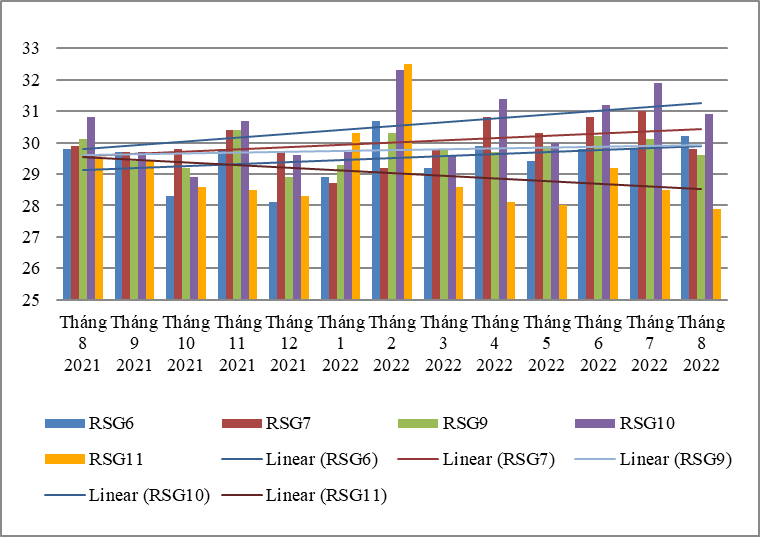 33
32
31
30
29
28
27
26
25
Tháng Tháng Tháng Tháng Tháng Tháng Tháng Tháng Tháng Tháng Tháng Tháng Tháng
8 9 10 11 12 1 2 3 4 5 6 7 8
2021 2021 2021 2021 2021 2022 2022 2022 2022 2022 2022 2022 2022
RSG6 RSG7 RSG9 RSG10
RSG11 Linear (RSG6) Linear (RSG7) Linear (RSG9)
Linear (RSG10) Linear (RSG11)